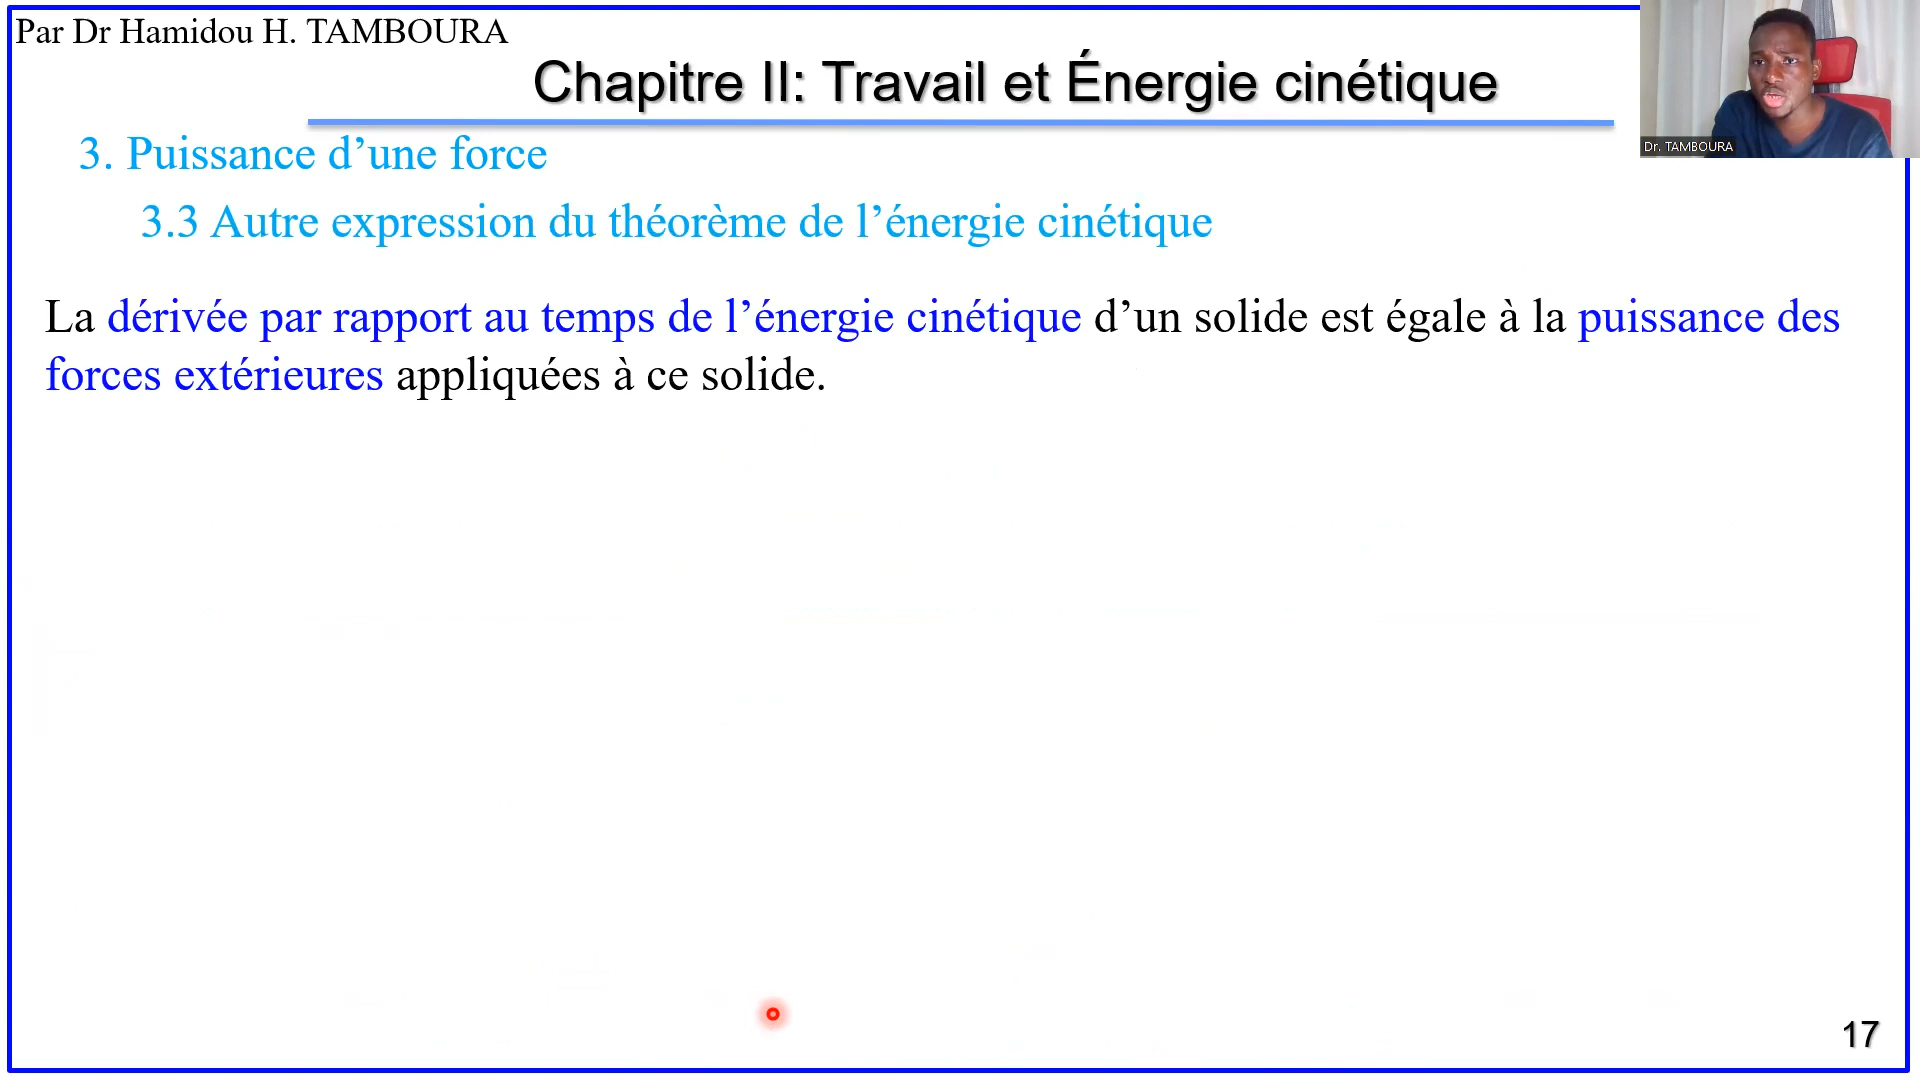 Par Dr Hamidou H. TAMBOURA
Chapitre II: Travail et Énergie cinétique
Dr. TAMBOURA
3. Puissance d’une force
3.3 Autre expression du théorème de l’énergie cinétique
La dérivée par rapport au temps de l’énergie cinétique d’un solide est égale à la puissance des
forces extérieures appliquées à ce solide.
17